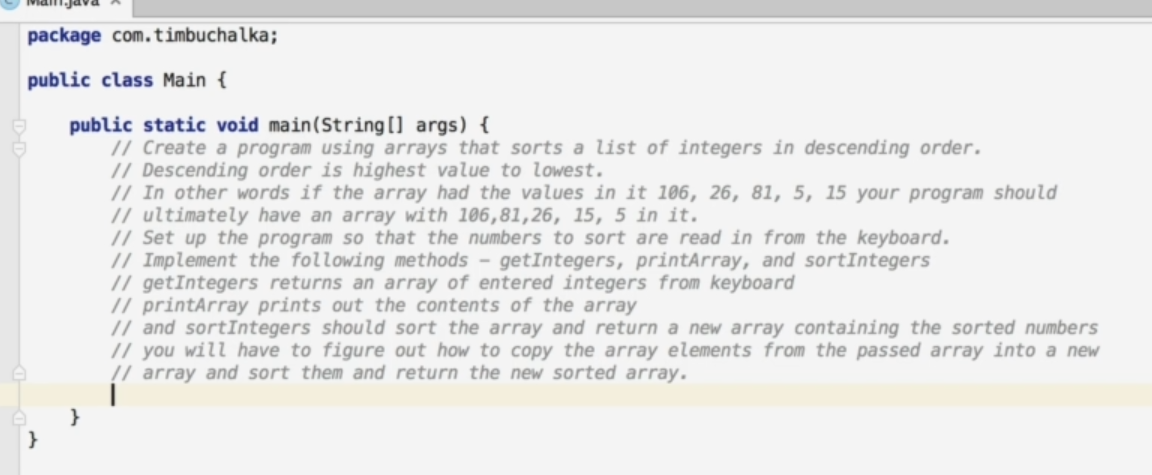 Main.java ×
package com.timbuchalka;
public class Main {
public static void main(String[] args) {
// Create a program using arrays that sorts a list of integers in descending order.
// Descending order is highest value to lowest.
// In other words if the array had the values in it 106, 26, 81, 5, 15 your program should
// ultimately have an array with 106,81,26, 15, 5 in it.
// Set up the program so that the numbers to sort are read in from the keyboard.
// Implement the following methods - getIntegers, printArray, and sortIntegers
// getIntegers returns an array of entered integers from keyboard
// printArray prints out the contents of the array
// and sortIntegers should sort the array and return a new array containing the sorted numbers
// you will have to figure out how to copy the array elements from the passed array into a new
// array and sort them and return the new sorted array.
}
}